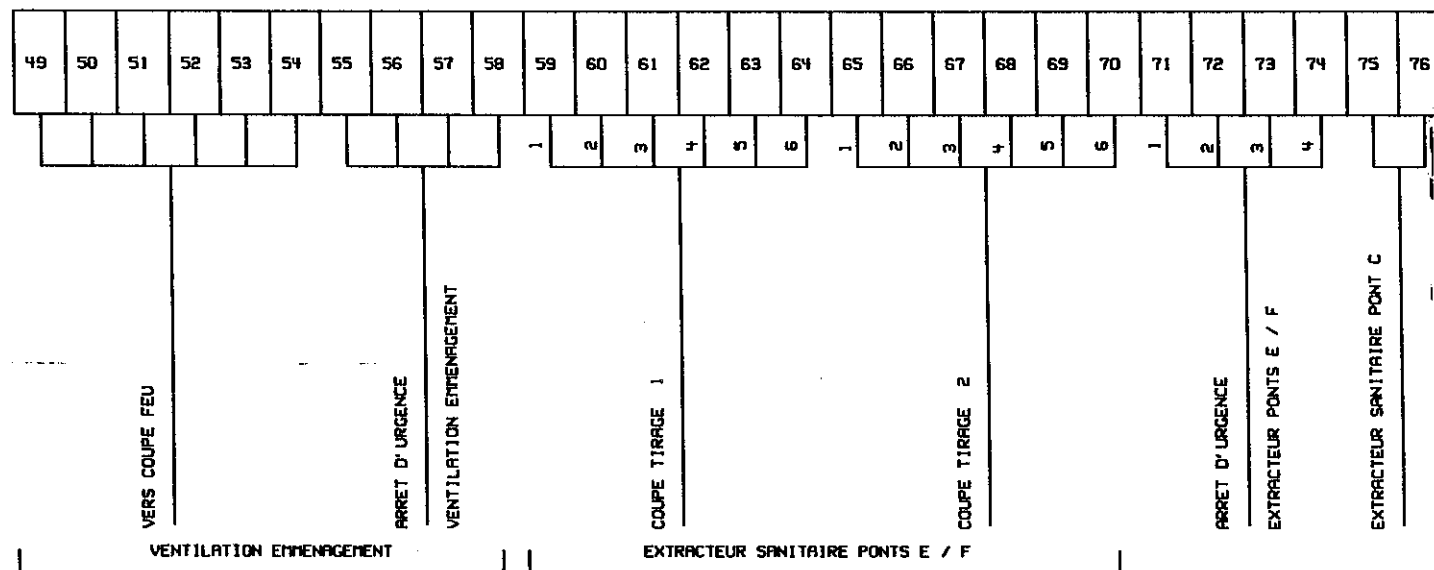 49 50 51 52 53 54 55 56 57 58 59 60 61 62 63 64 65 66 67 68 69 70 71 72 73 74 75 76
1 2 3 4 5 6 1 2 3 4 5 6 1 2 3 4
VERS COUPE FEU
ARRET D'URGENCE
VENTILATION EMMENAGEMENT
COUPE TIRAGE 1
COUPE TIRAGE 2
ARRET D'URGENCE
EXTRACTEUR PONTS E / F
EXTRACTEUR SANITAIRE PONT C
VENTILATION EMMENAGEMENT
EXTRACTEUR SANITAIRE PONTS E / F